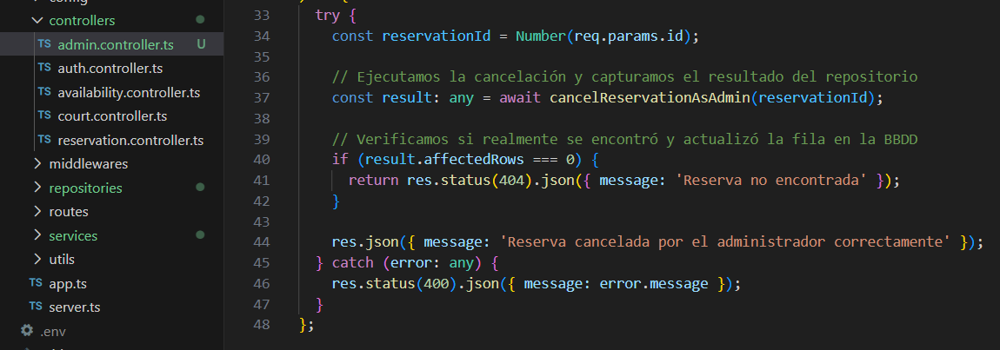 controllers
TS admin.controller.ts U
TS auth.controller.ts
TS availability.controller.ts
TS court.controller.ts
TS reservation.controller.ts
middlewares
repositories
routes
services
utils
TS app.ts
TS server.ts
.env
33 try {
34 const reservationId = Number(req.params.id);
35
36 // Ejecutamos la cancelación y capturamos el resultado del repositorio
37 const result: any = await cancelReservationAsAdmin(reservationId);
38
39 // Verificamos si realmente se encontró y actualizó la fila en la BBDD
40 if (result.affectedRows === 0) {
41 return res.status(404).json({ message: 'Reserva no encontrada' });
42 }
43
44 res.json({ message: 'Reserva cancelada por el administrador correctamente' });
45 } catch (error: any) {
46 res.status(400).json({ message: error.message });
47 }
48 };